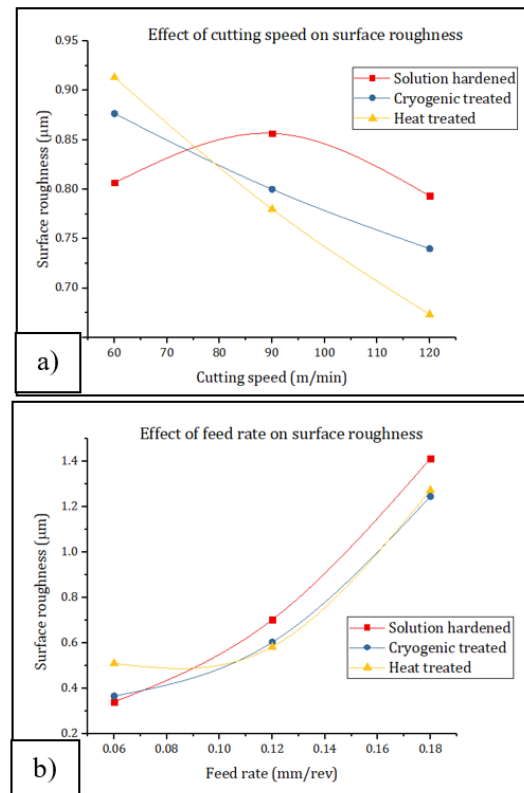 Effect of cutting speed on surface roughness
0.95
0.90
0.85
0.80
0.75
0.70
Surface roughness (μm)
Solution hardened
Cryogenic treated
Heat treated
60 70 80 90 100 110 120
Cutting speed (m/min)
a)
Effect of feed rate on surface roughness
1.4
1.2
1.0
0.8
0.6
0.4
0.2
Surface roughness (μm)
Solution hardened
Cryogenic treated
Heat treated
0.06 0.08 0.10 0.12 0.14 0.16 0.18
Feed rate (mm/rev)
b)